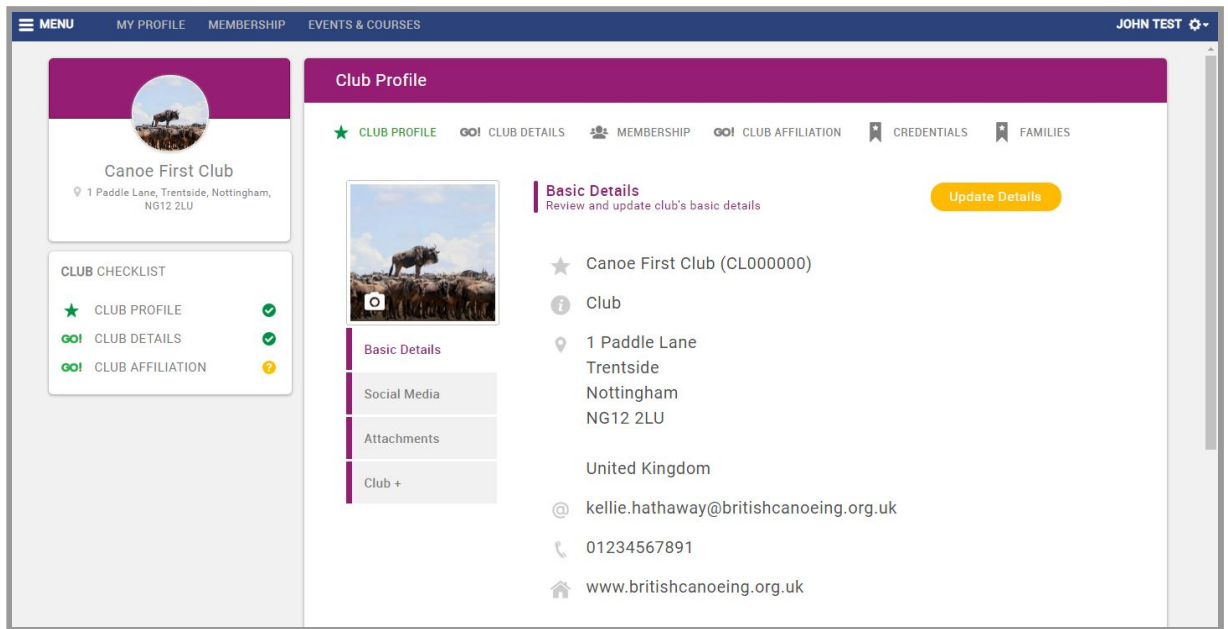 MENU MY PROFILE MEMBERSHIP EVENTS & COURSES JOHN TEST
Canoe First Club
1 Paddle Lane, Trentside, Nottingham,
NG12 2LU
CLUB CHECKLIST
CLUB PROFILE
GO! CLUB DETAILS
GO! CLUB AFFILIATION
Club Profile
CLUB PROFILE GO! CLUB DETAILS MEMBERSHIP GO! CLUB AFFILIATION CREDENTIALS FAMILIES
Basic Details
Social Media
Attachments
Club +
Basic Details
Review and update club's basic details
Update Details
Canoe First Club (CL000000)
Club
1 Paddle Lane
Trentside
Nottingham
NG12 2LU
United Kingdom
kellie.hathaway@britishcanoeing.org.uk
01234567891
www.britishcanoeing.org.uk